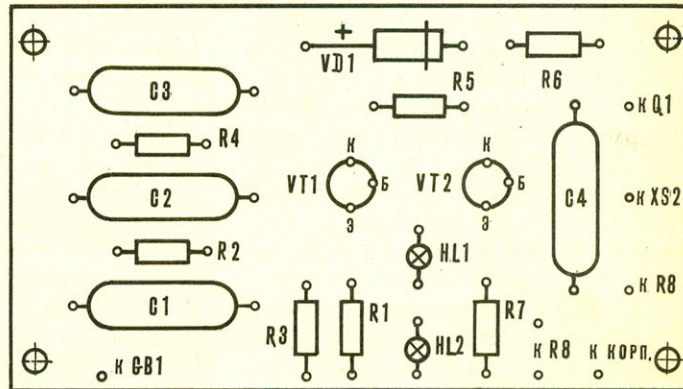 +
VD1
R6
R5
C3
к Q1
R4
К
К
VT1
Б
VT2
Б
C4
C2
к XS2
Э
Э
R2
HL1
к R8
C1
R3
R1
R7
HL2
к R8
к КОРП.
к GB1